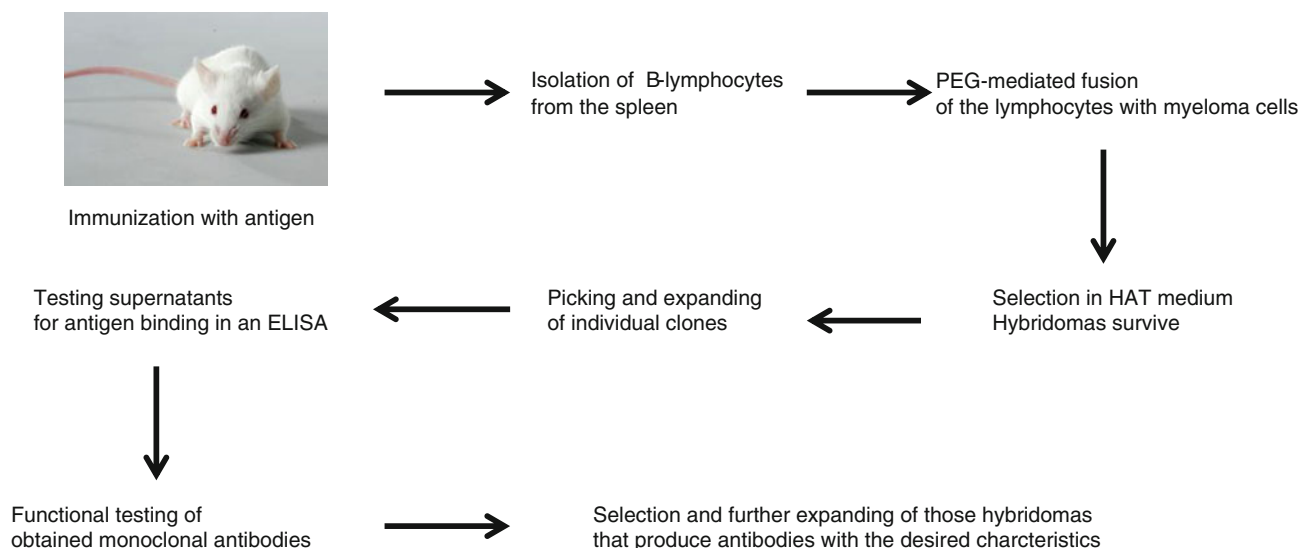 Immunization with antigen
Isolation of B-lymphocytes
from the spleen
PEG-mediated fusion
of the lymphocytes with myeloma cells
Selection in HAT medium
Hybridomas survive
Picking and expanding
of individual clones
Testing supernatants
for antigen binding in an ELISA
Functional testing of
obtained monoclonal antibodies
Selection and further expanding of those hybridomas
that produce antibodies with the desired charcteristics